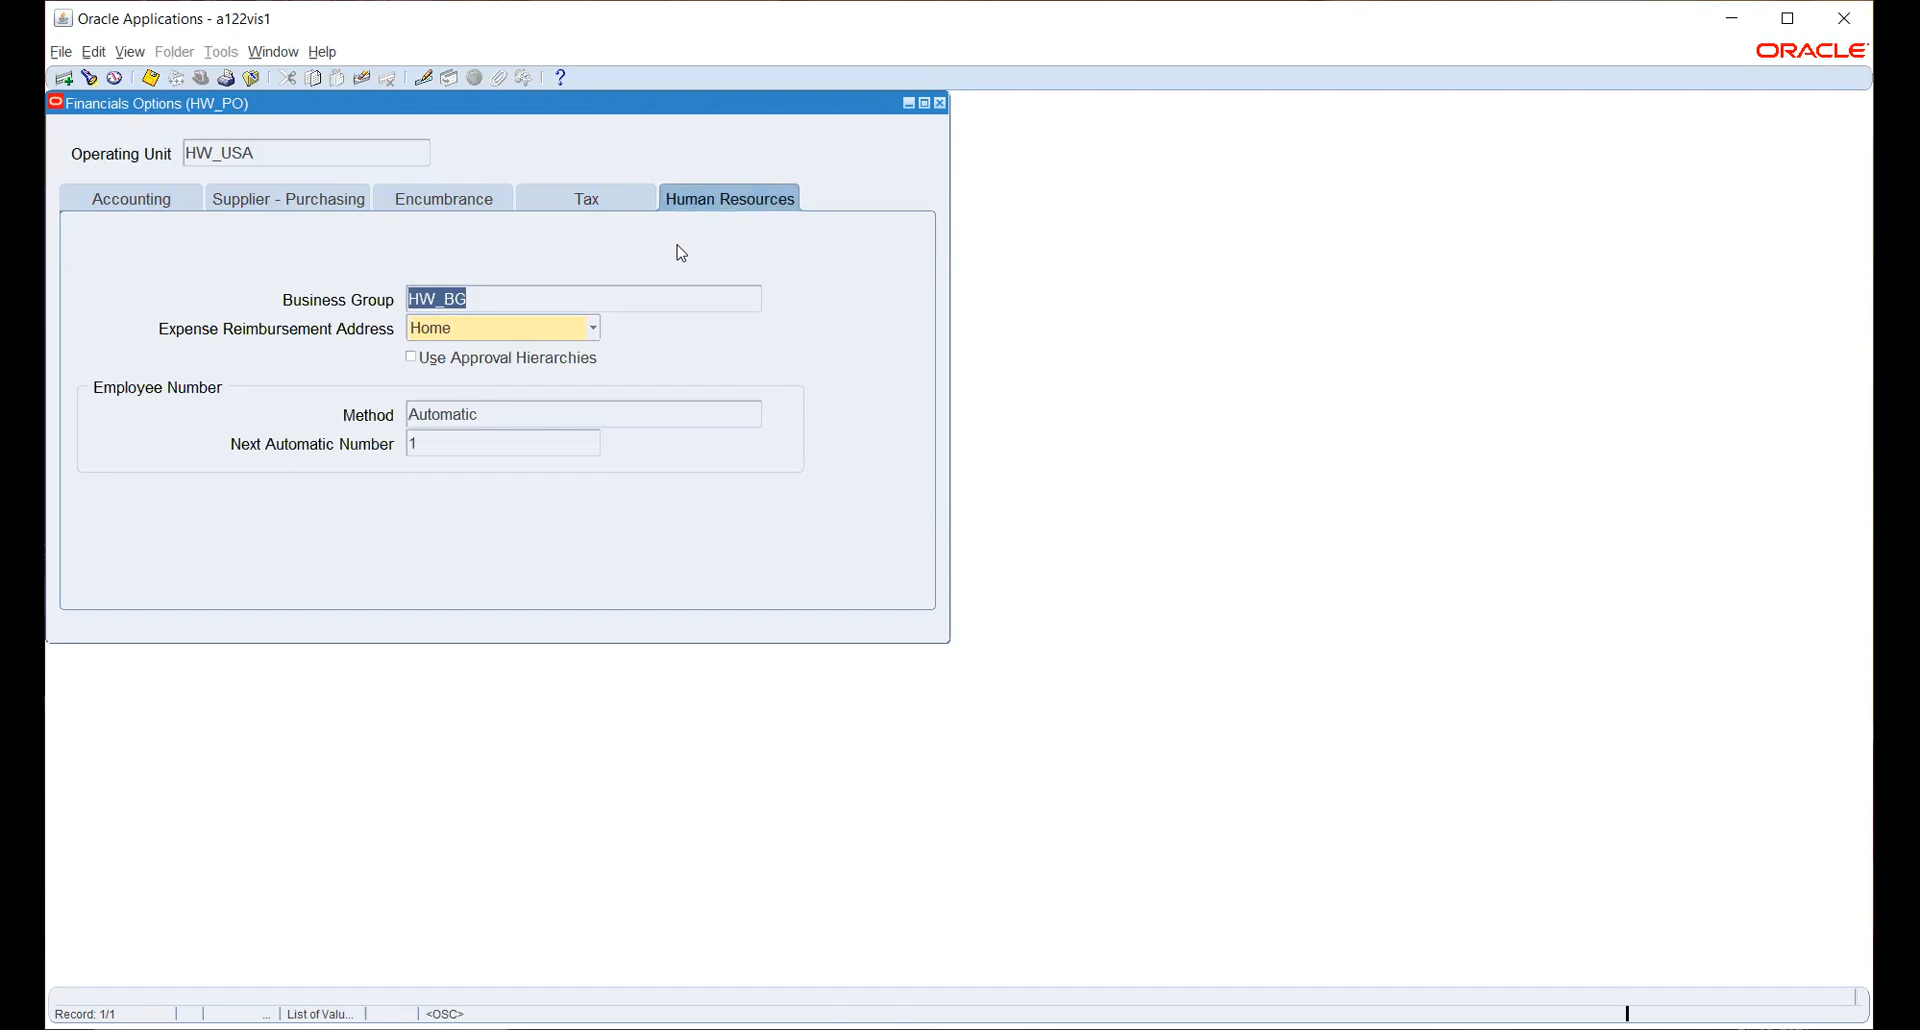 Oracle Applications - a122vis1
File Edit View Folder Tools Window Help
ORACLE
Financials Options (HW_PO)
Operating Unit HW_USA
Accounting Supplier - Purchasing Encumbrance Tax Human Resources
Business Group HW_BG
Expense Reimbursement Address Home
Use Approval Hierarchies
Employee Number
Method Automatic
Next Automatic Number 1
Record: 1/1 ... List of Valu... <OSC>